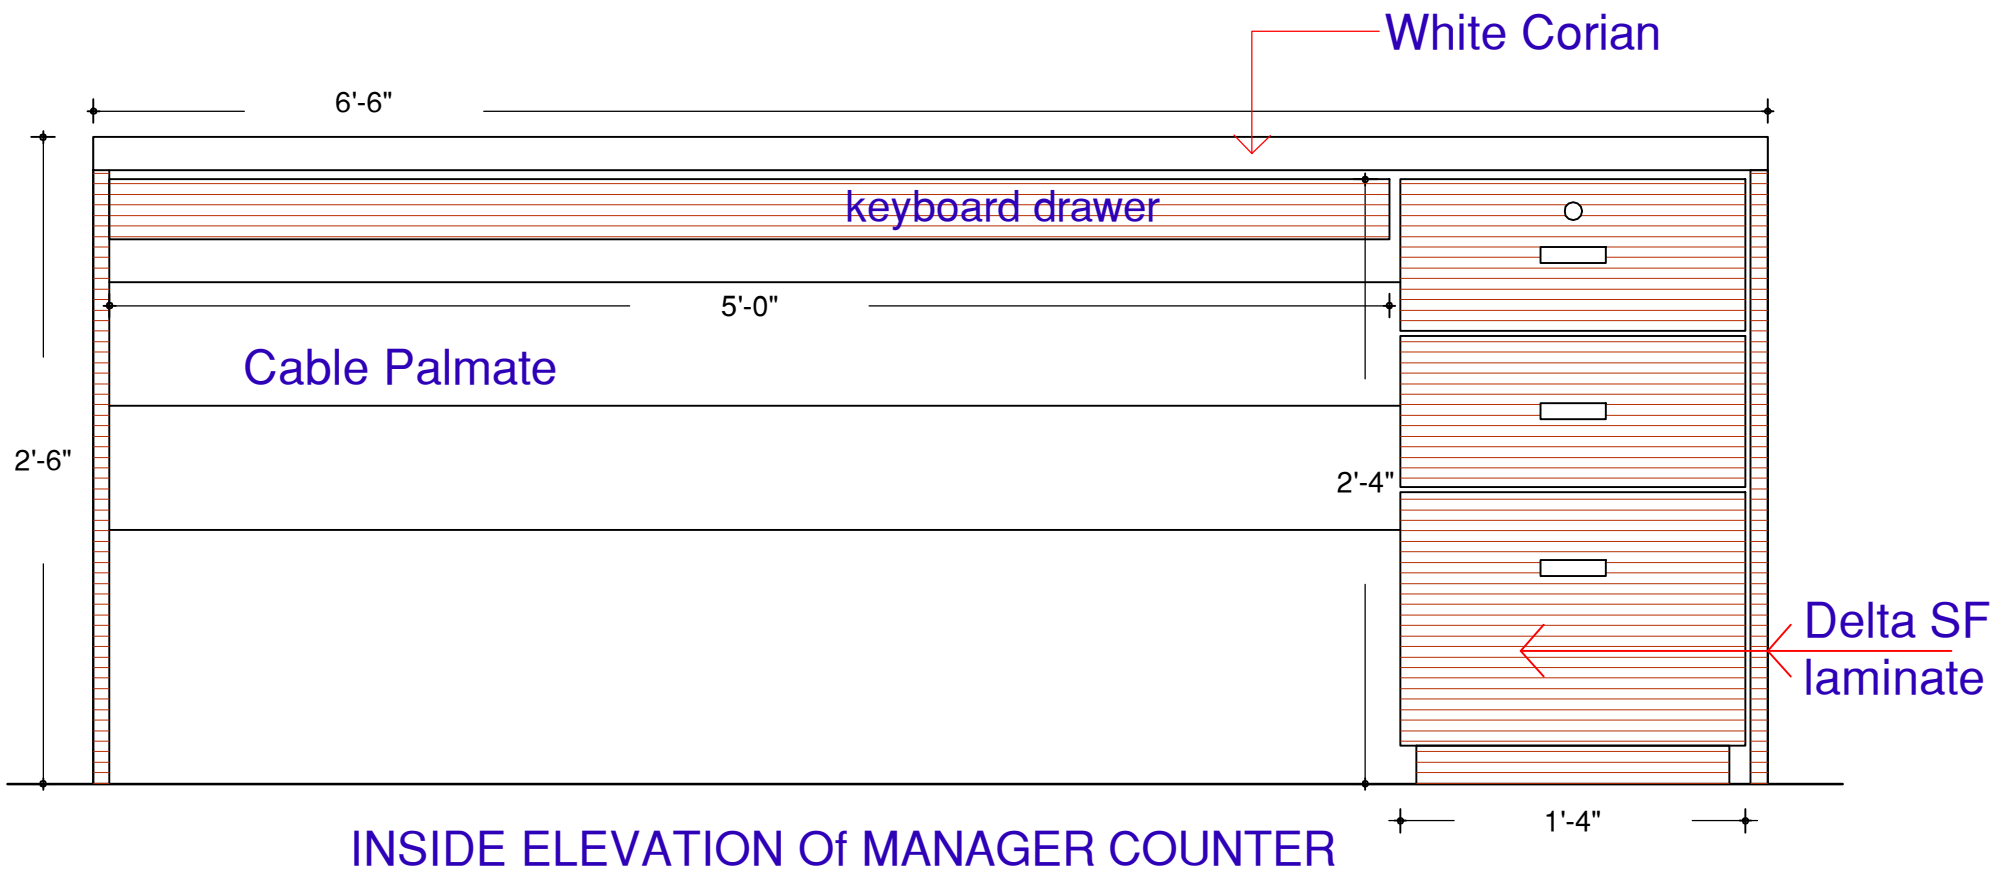 White Corian
6'-6"
keyboard drawer
5'-0"
Cable Palmate
2'-6"
2'-4"
Delta SF
laminate
1'-4"
INSIDE ELEVATION Of MANAGER COUNTER